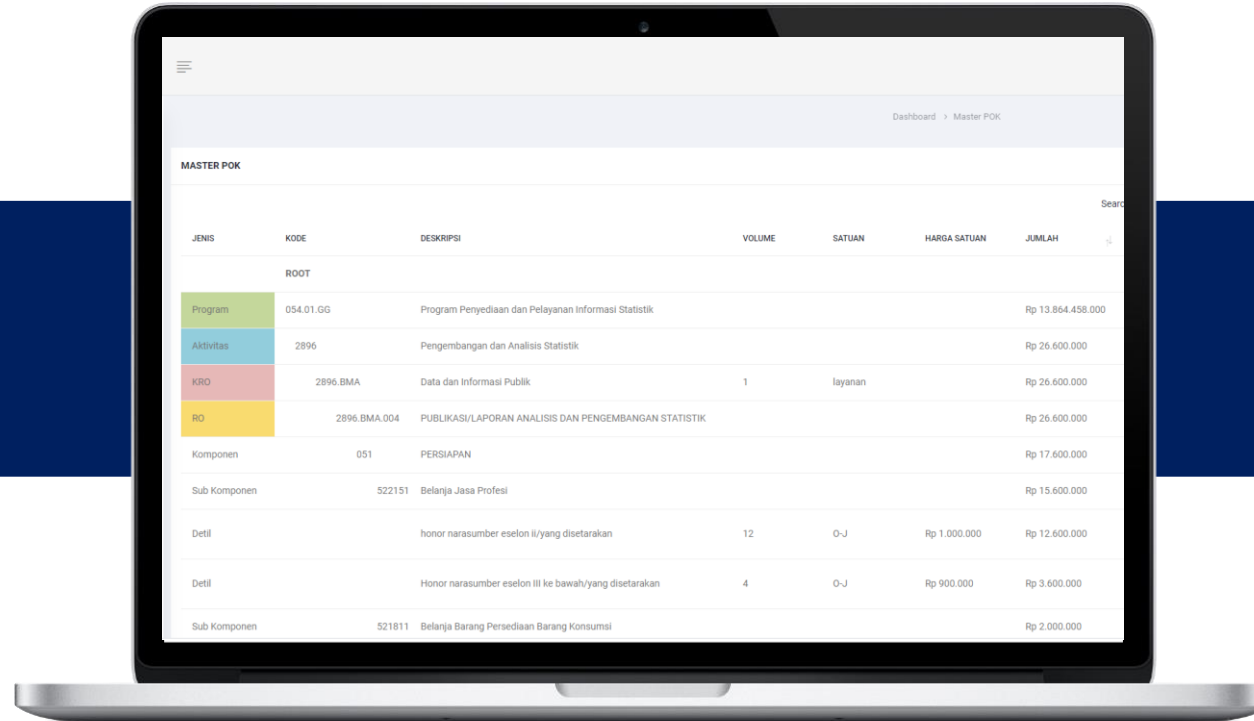 Dashboard > Master POK
MASTER POK
Searc
JENIS KODE DESKRIPSI VOLUME SATUAN HARGA SATUAN JUMLAH
ROOT
Program 054.01.GG Program Penyediaan dan Pelayanan Informasi Statistik Rp 13.864.458.000
Aktivitas 2896 Pengembangan dan Analisis Statistik Rp 26.600.000
KRO 2896.BMA Data dan Informasi Publik 1 layanan Rp 26.600.000
RO 2896.BMA.004 PUBLIKASI/LAPORAN ANALISIS DAN PENGEMBANGAN STATISTIK Rp 26.600.000
Komponen 051 PERSIAPAN Rp 17.600.000
Sub Komponen 522151 Belanja Jasa Profesi Rp 15.600.000
Detil honor narasumber eselon ii/yang disetarakan 12 O-J Rp 1.000.000 Rp 12.600.000
Detil Honor narasumber eselon III ke bawah/yang disetarakan 4 O-J Rp 900.000 Rp 3.600.000
Sub Komponen 521811 Belanja Barang Persediaan Barang Konsumsi Rp 2.000.000